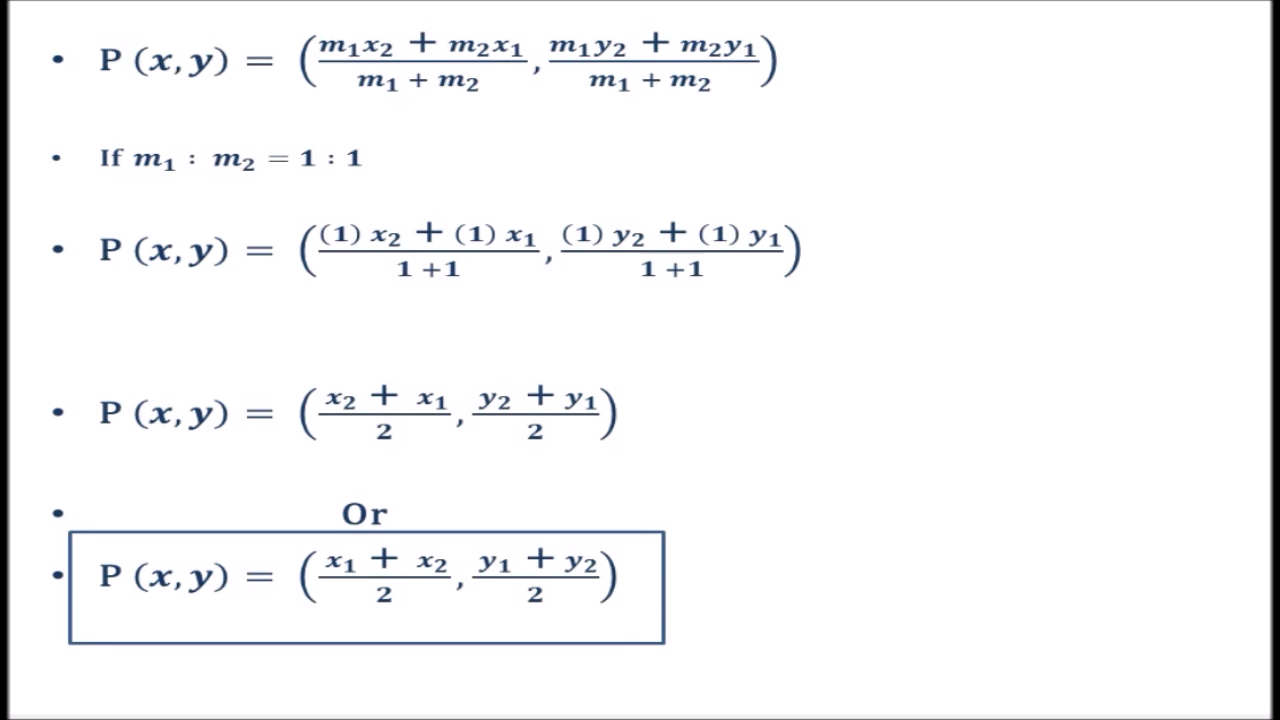 • P (x, y) = ((m₁x₂ + m₂x₁)/(m₁ + m₂), (m₁y₂ + m₂y₁)/(m₁ + m₂))
• If m₁ : m₂ = 1 : 1
• P (x, y) = (((1) x₂ + (1) x₁)/(1 +1), ((1) y₂ + (1) y₁)/(1 +1))
• P (x, y) = ((x₂ + x₁)/2, (y₂ + y₁)/2)
• Or
• P (x, y) = ((x₁ + x₂)/2, (y₁ + y₂)/2)